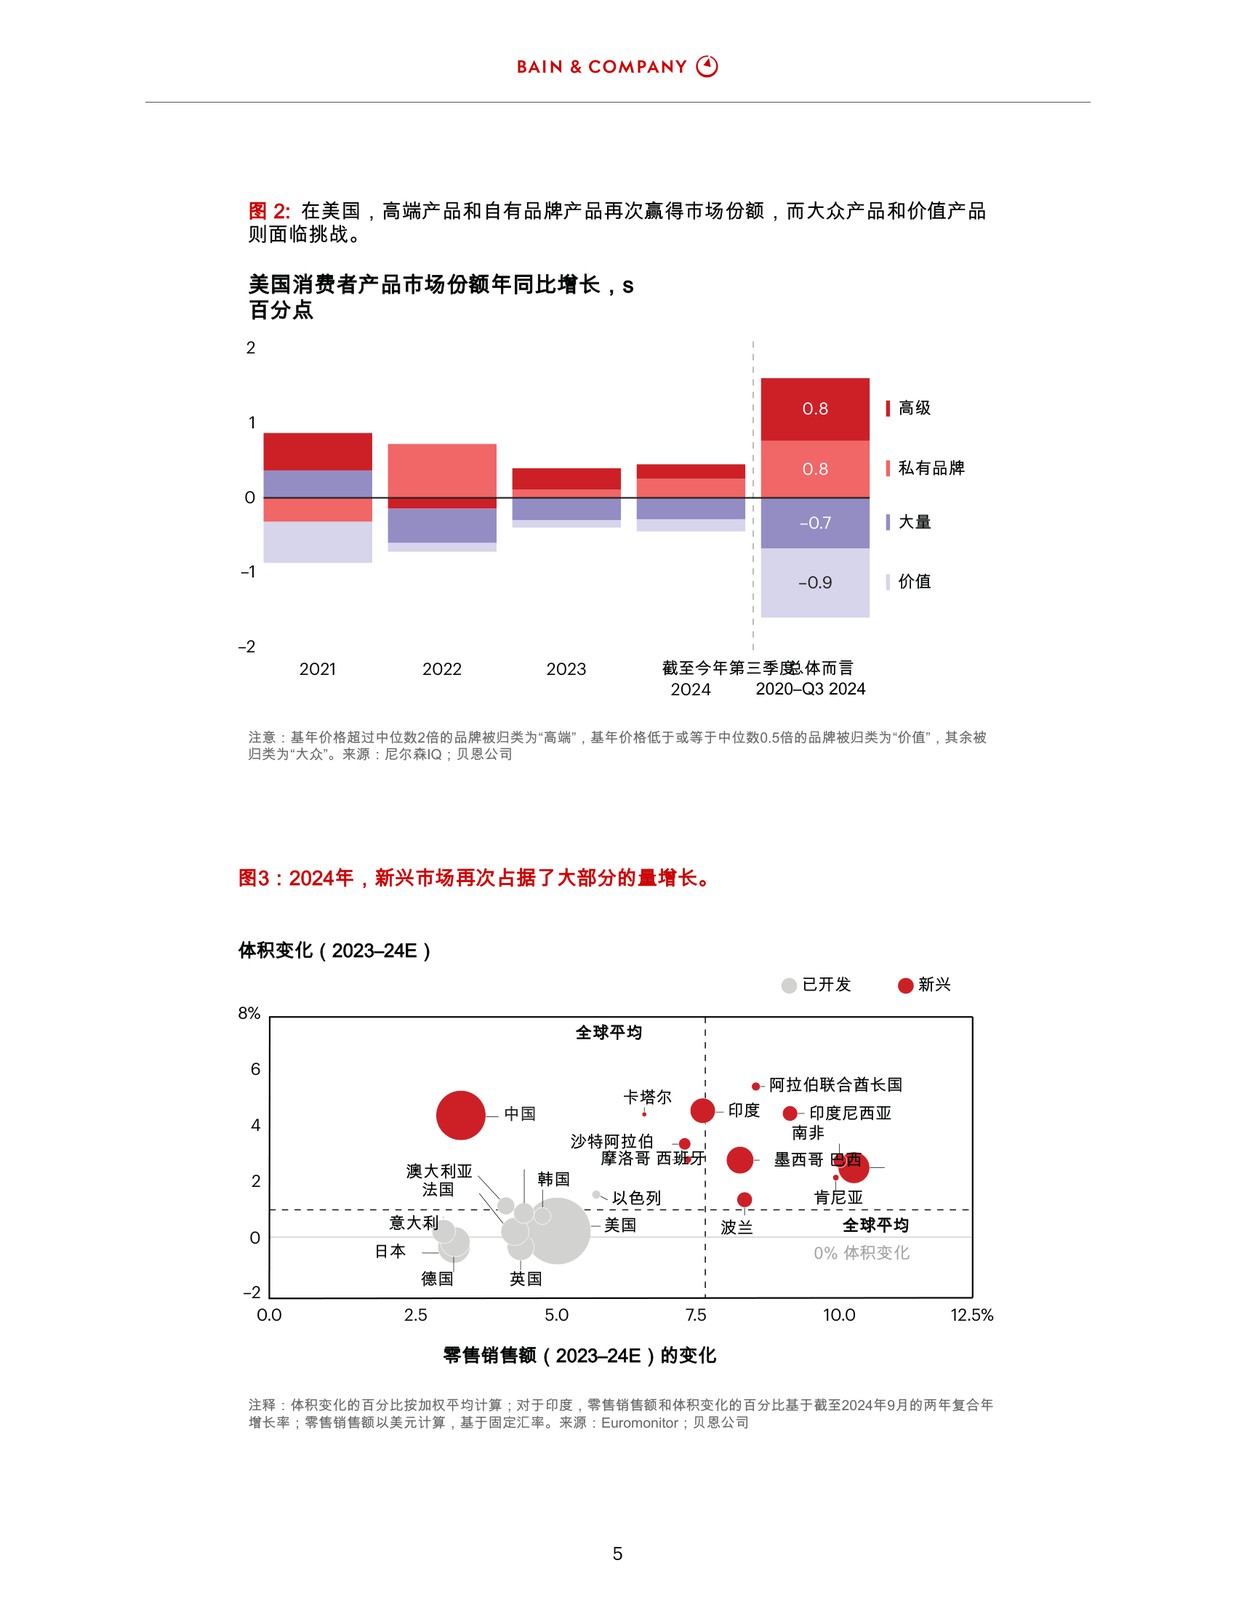 BAIN & COMPANY
图 2: 在美国，高端产品和自有品牌产品再次赢得市场份额，而大众产品和价值产品
则面临挑战。
美国消费者产品市场份额年同比增长，s
百分点
2
1
0
–1
–2
0.8
0.8
–0.7
–0.9
高级
私有品牌
大量
价值
2021
2022
2023
截至今年第三季度
2024
总体而言
2020–Q3 2024
注意：基年价格超过中位数2倍的品牌被归类为“高端”，基年价格低于或等于中位数0.5倍的品牌被归类为“价值”，其余被
归类为“大众”。来源：尼尔森IQ；贝恩公司
图3：2024年，新兴市场再次占据了大部分的量增长。
体积变化（2023–24E）
已开发
新兴
8%
6
4
2
0
–2
全球平均
阿拉伯联合酋长国
卡塔尔
中国
印度
印度尼西亚
南非
沙特阿拉伯
摩洛哥 西班牙
墨西哥 巴西
澳大利亚
法国
韩国
以色列
肯尼亚
意大利
美国
波兰
全球平均
日本
0% 体积变化
德国
英国
0.0
2.5
5.0
7.5
10.0
12.5%
零售销售额（2023–24E）的变化
注释：体积变化的百分比按加权平均计算；对于印度，零售销售额和体积变化的百分比基于截至2024年9月的两年复合年
增长率；零售销售额以美元计算，基于固定汇率。来源：Euromonitor；贝恩公司
5